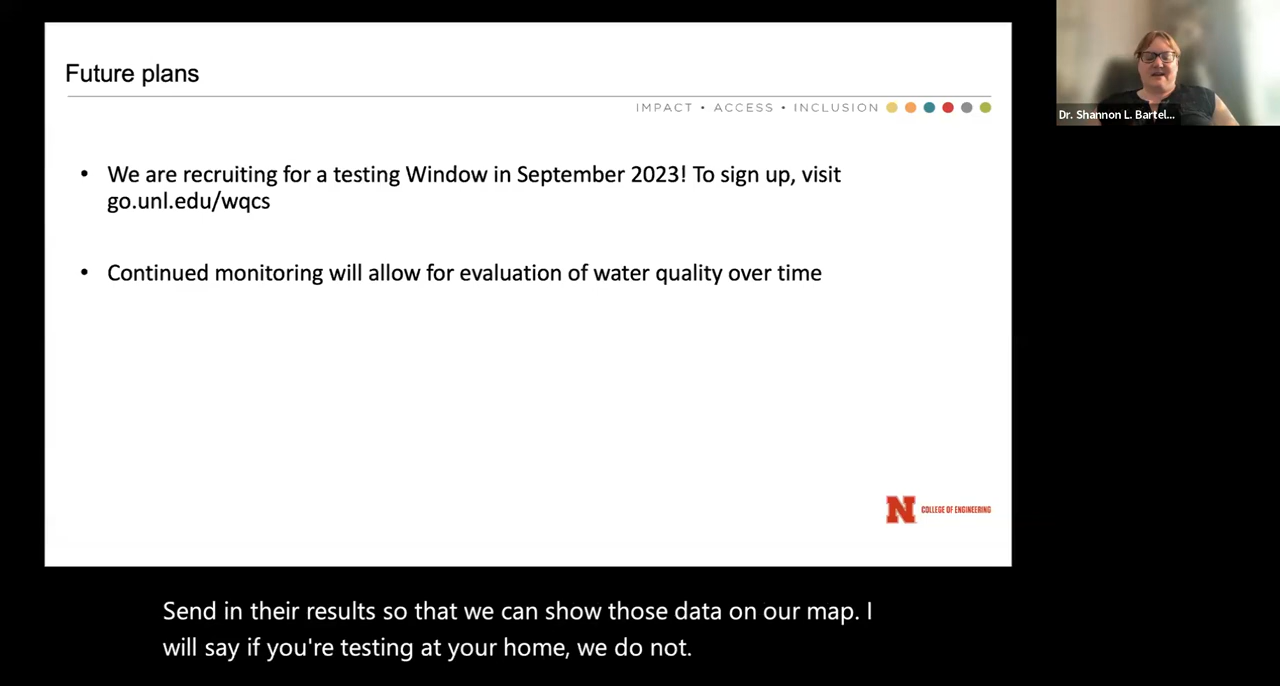 Future plans
IMPACT • ACCESS • INCLUSION
• We are recruiting for a testing Window in September 2023! To sign up, visit
go.unl.edu/wqcs
• Continued monitoring will allow for evaluation of water quality over time
N COLLEGE OF ENGINEERING
Dr. Shannon L. Bartel...
Send in their results so that we can show those data on our map. I
will say if you're testing at your home, we do not.